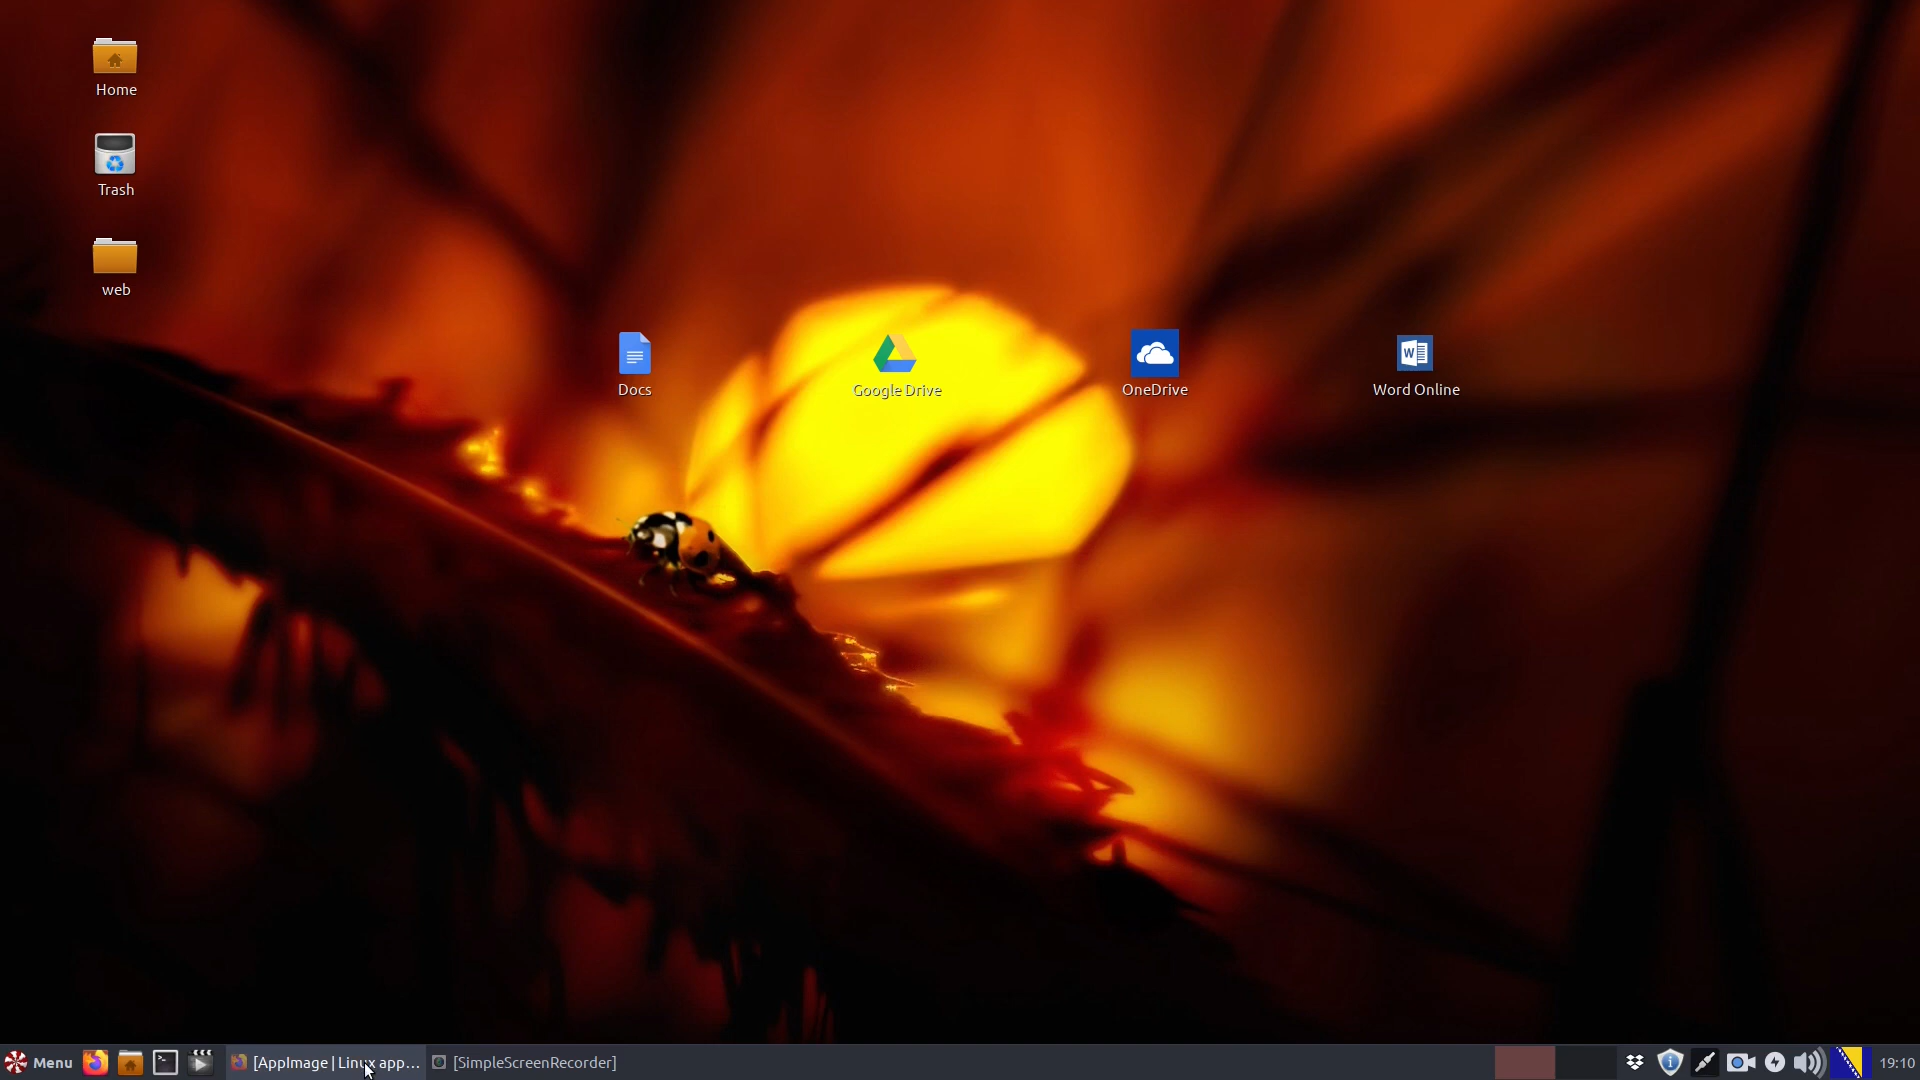 Home
Trash
web
Docs
Google Drive
OneDrive
W
Word Online
Menu
[AppImage | Linux app...
[SimpleScreenRecorder]
19:10